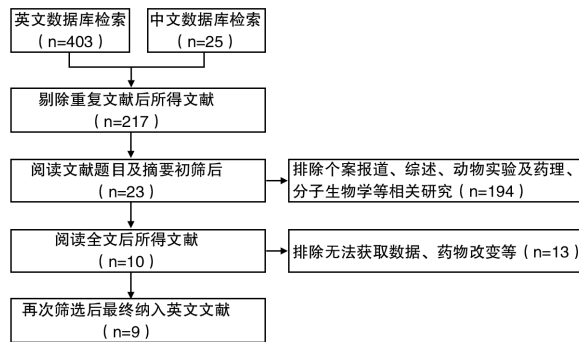 英文数据库检索
（n=403）
中文数据库检索
（n=25）
剔除重复文献后所得文献
（n=217）
阅读文献题目及摘要初筛后
（n=23）
排除个案报道、综述、动物实验及药理、
分子生物学等相关研究（n=194）
阅读全文后所得文献
（n=10）
排除无法获取数据、药物改变等（n=13）
再次筛选后最终纳入英文文献
（n=9）